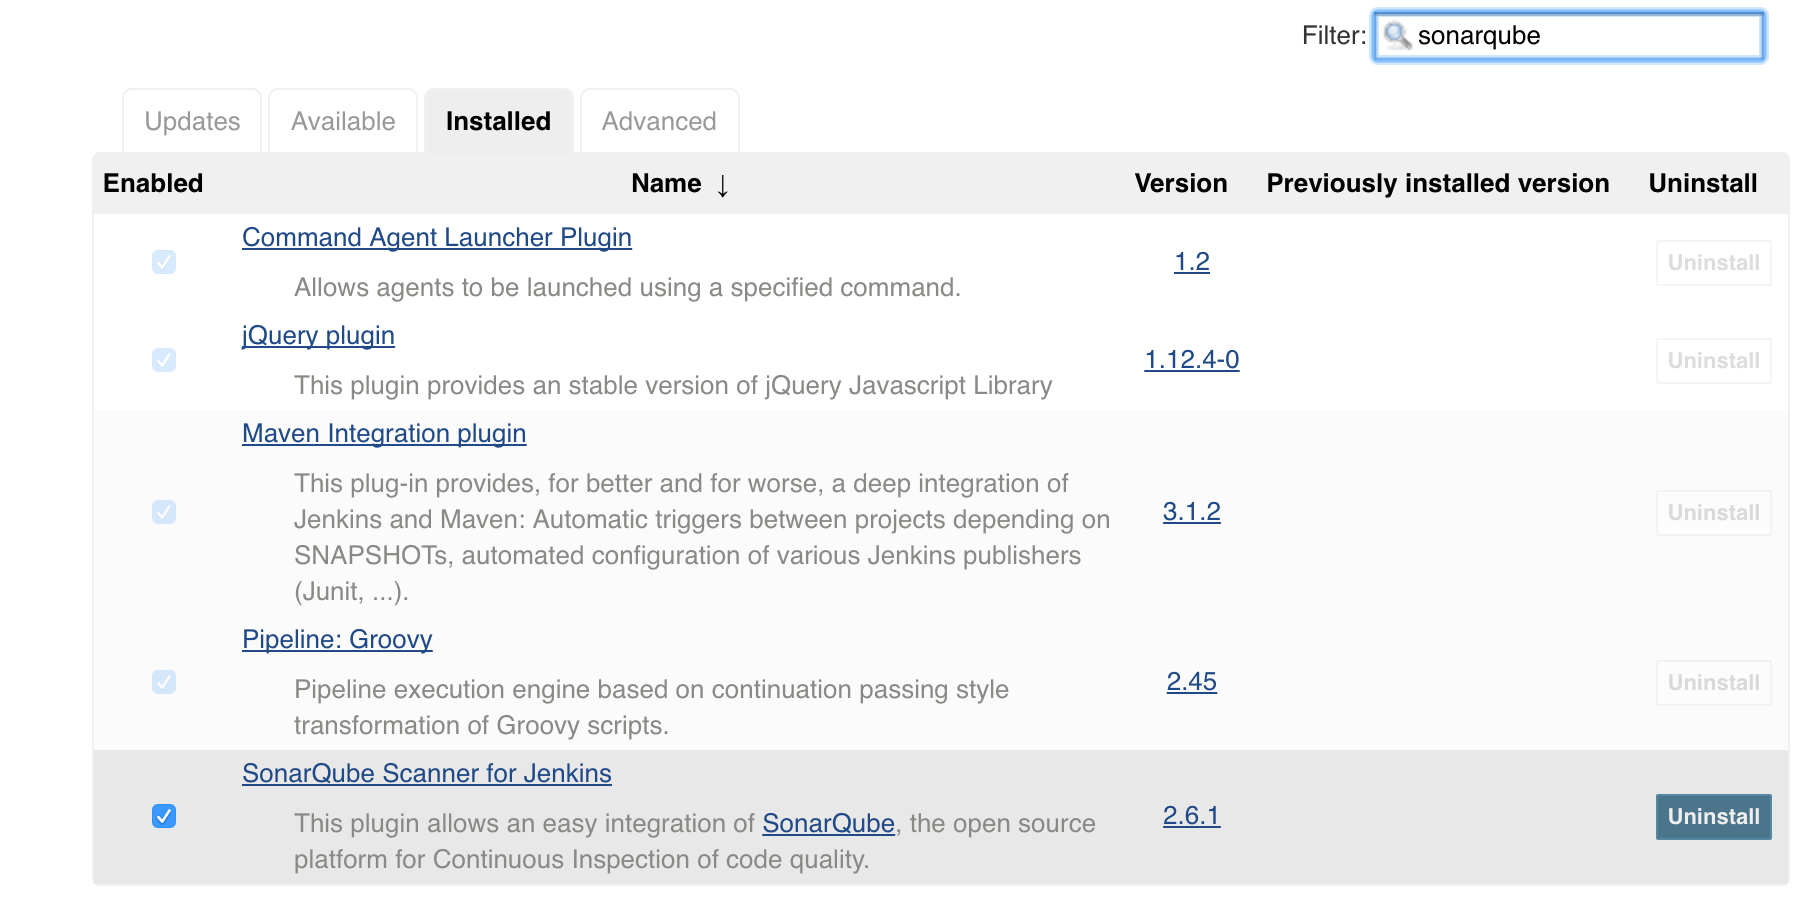 Filter: sonarqube
Updates Available Installed Advanced
Enabled Name ↓ Version Previously installed version Uninstall
Command Agent Launcher Plugin
Allows agents to be launched using a specified command.
1.2 Uninstall
jQuery plugin
This plugin provides an stable version of jQuery Javascript Library
1.12.4-0 Uninstall
Maven Integration plugin
This plug-in provides, for better and for worse, a deep integration of
Jenkins and Maven: Automatic triggers between projects depending on
SNAPSHOTs, automated configuration of various Jenkins publishers
(Junit, ...).
3.1.2 Uninstall
Pipeline: Groovy
Pipeline execution engine based on continuation passing style
transformation of Groovy scripts.
2.45 Uninstall
SonarQube Scanner for Jenkins
This plugin allows an easy integration of SonarQube, the open source
platform for Continuous Inspection of code quality.
2.6.1 Uninstall